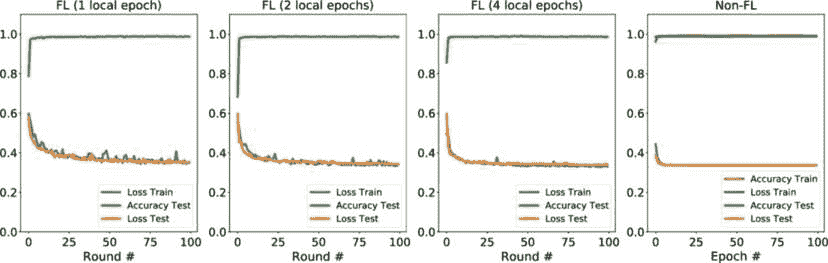 FL (1 local epoch)
1.0
0.8
0.6
0.4
0.2
0.0
Loss Train
Accuracy Test
Loss Test
0 25 50 75 100
Round #
FL (2 local epochs)
1.0
0.8
0.6
0.4
0.2
0.0
Loss Train
Accuracy Test
Loss Test
0 25 50 75 100
Round #
FL (4 local epochs)
1.0
0.8
0.6
0.4
0.2
0.0
Loss Train
Accuracy Test
Loss Test
0 25 50 75 100
Round #
Non-FL
1.0
0.8
0.6
0.4
0.2
0.0
Accuracy Train
Loss Train
Accuracy Test
Loss Test
0 25 50 75 100
Epoch #